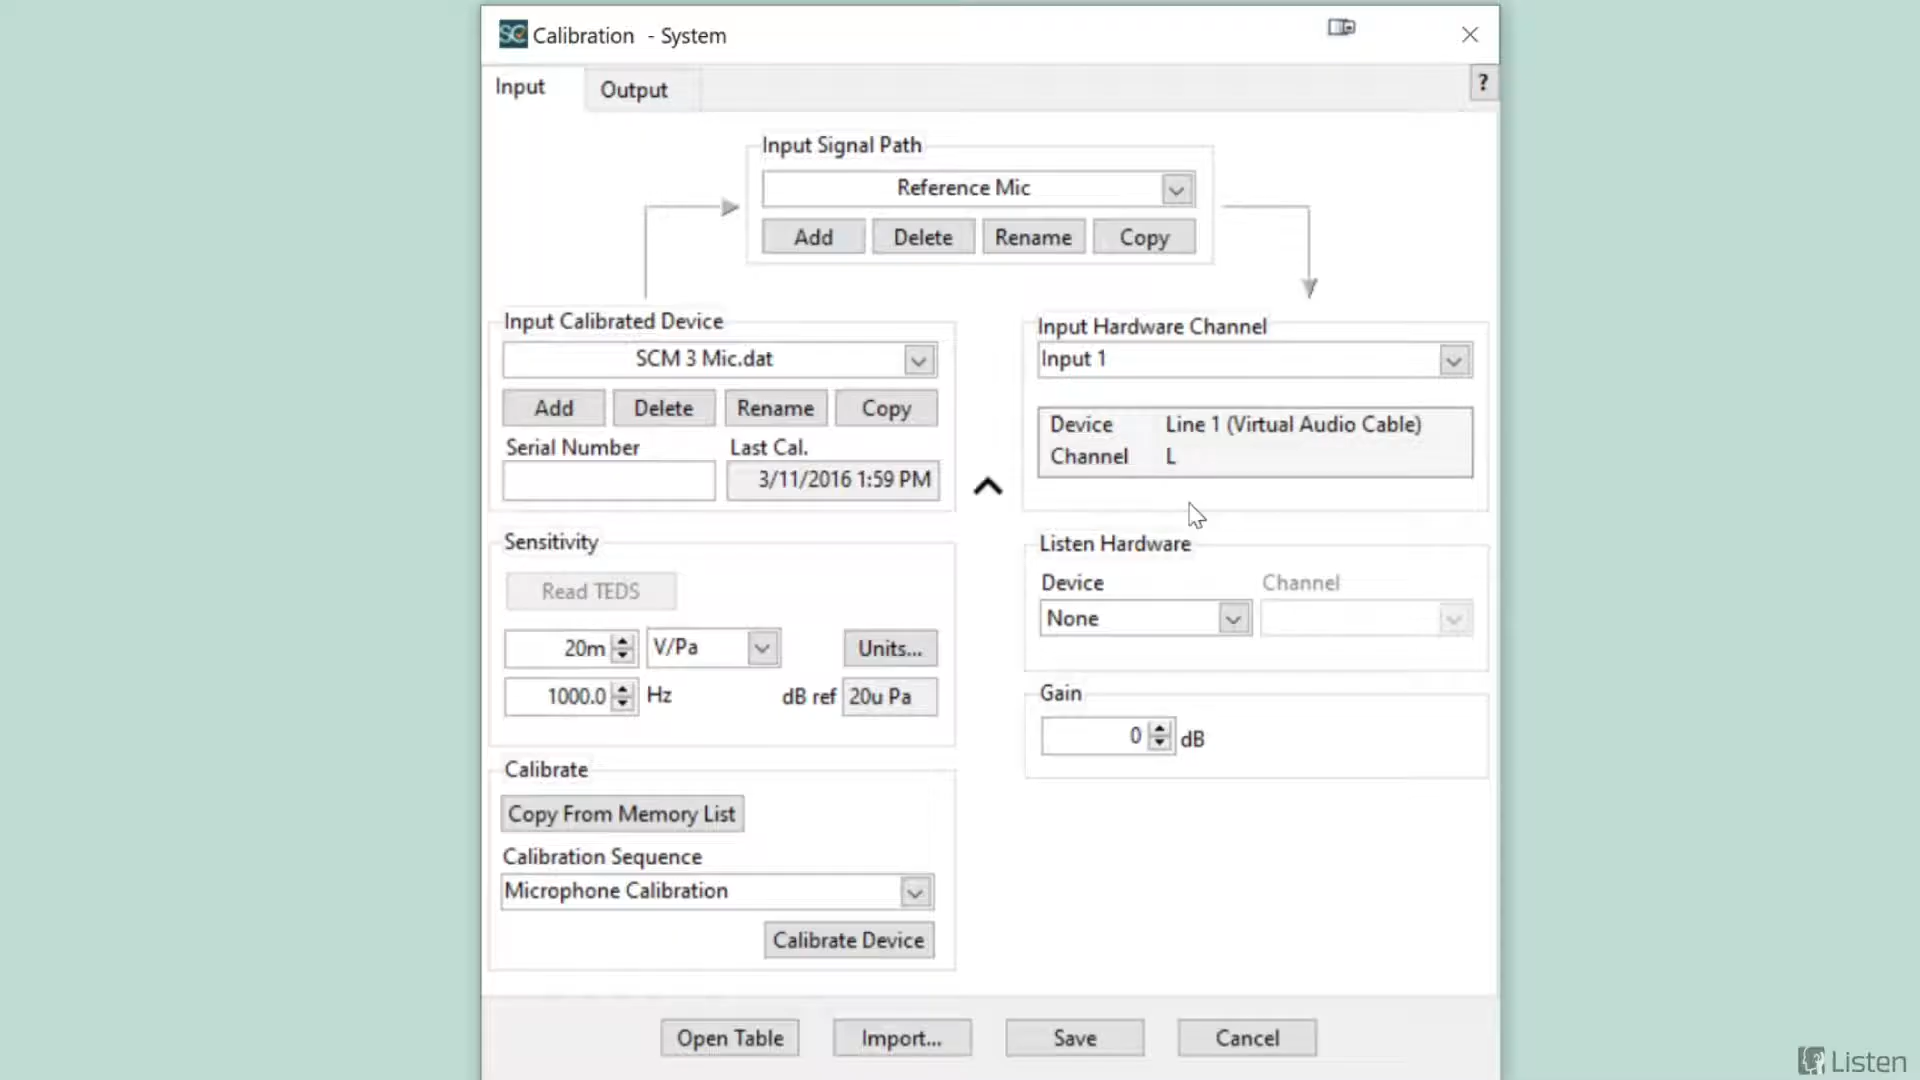 SC Calibration - System
Input
Output
?
Input Signal Path
Reference Mic
Add Delete Rename Copy
Input Calibrated Device
SCM 3 Mic.dat
Add Delete Rename Copy
Serial Number Last Cal.
3/11/2016 1:59 PM
Input Hardware Channel
Input 1
Device Line 1 (Virtual Audio Cable)
Channel L
Sensitivity
Read TEDS
20m V/Pa Units...
1000.0 Hz dB ref 20u Pa
Listen Hardware
Device Channel
None
Gain
0 dB
Calibrate
Copy From Memory List
Calibration Sequence
Microphone Calibration
Calibrate Device
Open Table Import... Save Cancel
Listen